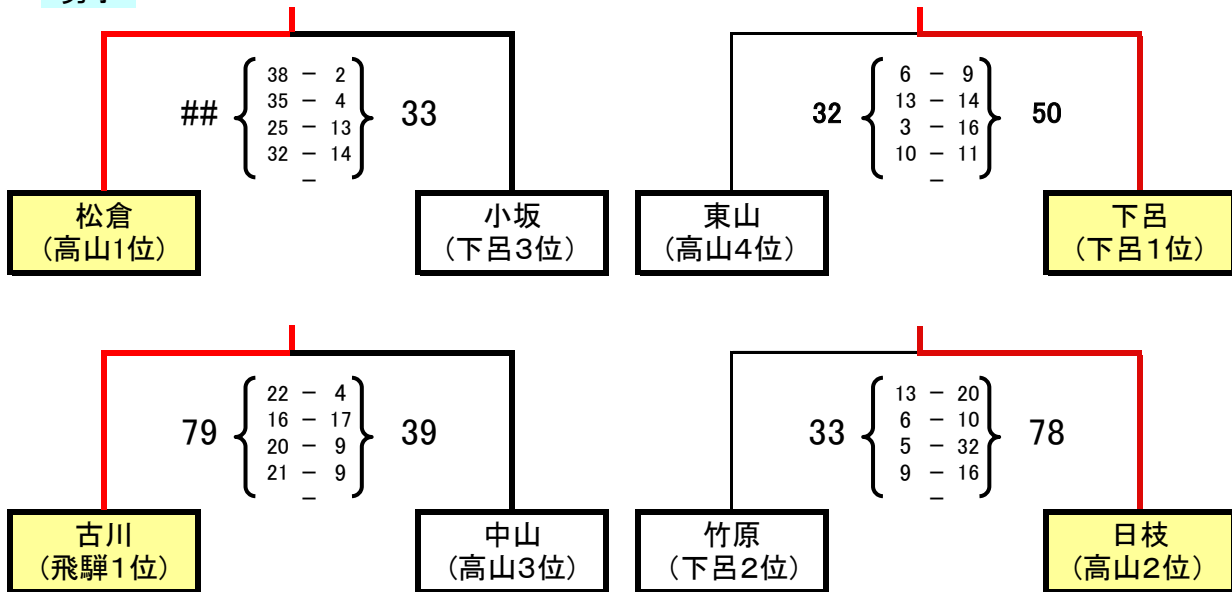 38 － 2
## 35 － 4 33
25 － 13
32 － 14
－
松倉
（高山1位）
小坂
（下呂3位）
6 － 9
32 13 － 14 50
3 － 16
10 － 11
－
東山
（高山4位）
下呂
（下呂1位）
22 － 4
79 16 － 17 39
20 － 9
21 － 9
－
古川
（飛騨1位）
中山
（高山3位）
13 － 20
33 6 － 10 78
5 － 32
9 － 16
－
竹原
（下呂2位）
日枝
（高山2位）